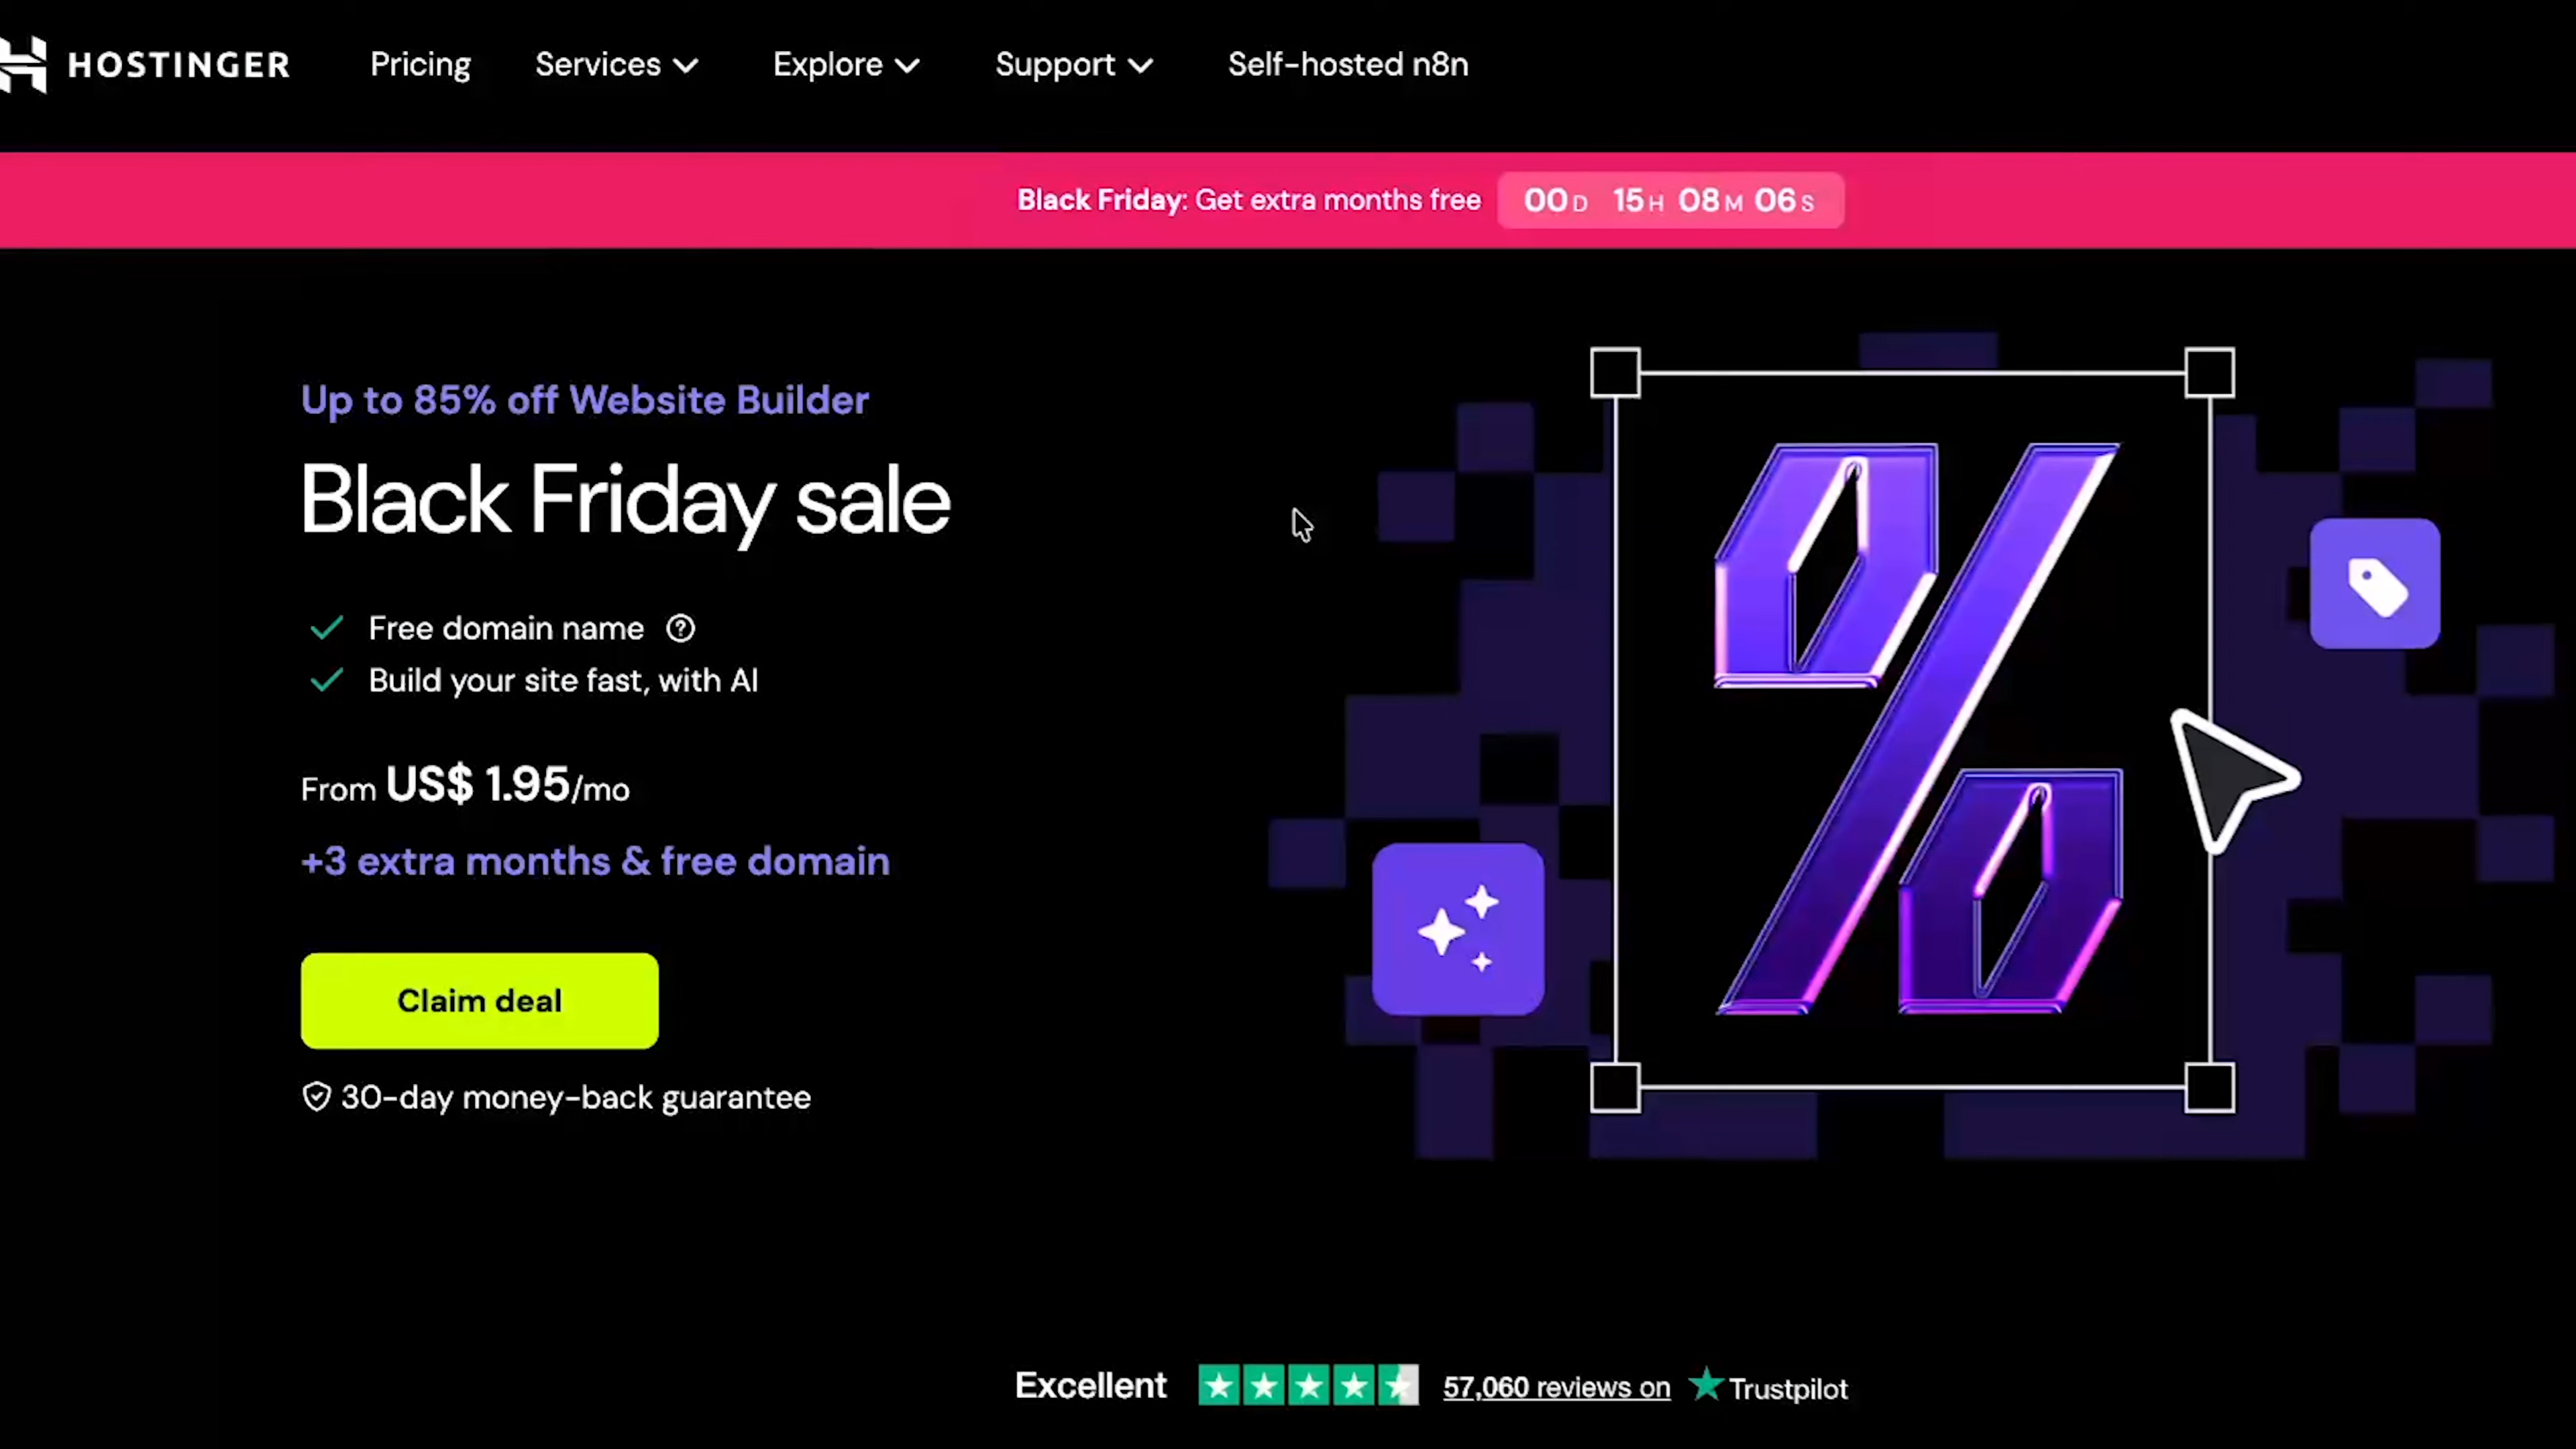 HOSTINGER Pricing Services Explore Support Self-hosted n8n
Black Friday: Get extra months free 00D 15H 08M 06S
Up to 85% off Website Builder
Black Friday sale
Free domain name ?
Build your site fast, with AI
From US$ 1.95/mo
+3 extra months & free domain
Claim deal
30-day money-back guarantee
%
Excellent 57,060 reviews on Trustpilot